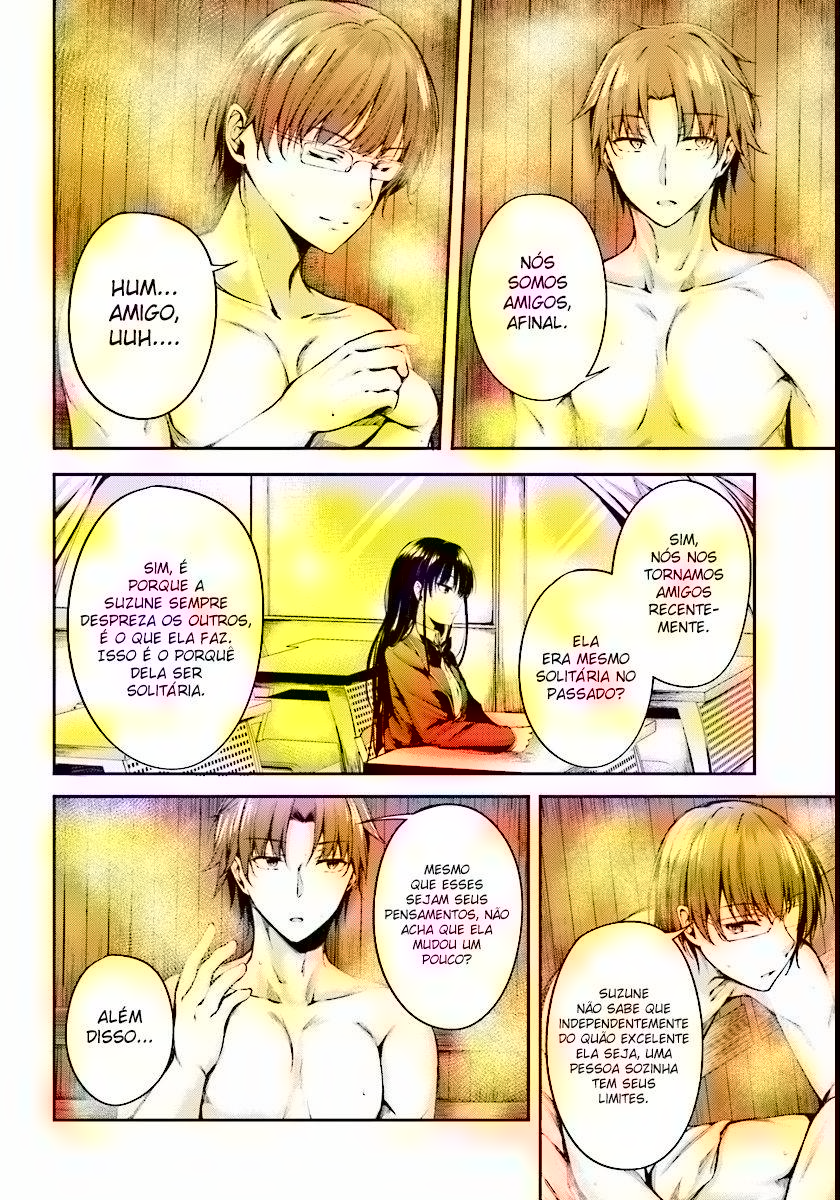 NÓS
SOMOS
AMIGOS,
AFINAL.
HUM...
AMIGO,
UUH....
SIM,
NÓS NOS
TORNAMOS
AMIGOS
RECENTE-
MENTE.
ELA
ERA MESMO
SOLITÁRIA NO
PASSADO?
SIM, É
PORQUE A
SUZUNE SEMPRE
DESPREZA OS OUTROS,
É O QUE ELA FAZ.
ISSO É O PORQUÊ
DELA SER
SOLITÁRIA.
SUZUNE
NÃO SABE QUE
INDEPENDENTEMENTE
DO QUÃO EXCELENTE
ELA SEJA, UMA
PESSOA SOZINHA
TEM SEUS
LIMITES.
MESMO
QUE ESSES
SEJAM SEUS
PENSAMENTOS, NÃO
ACHA QUE ELA
MUDOU UM
POUCO?
ALÉM
DISSO...